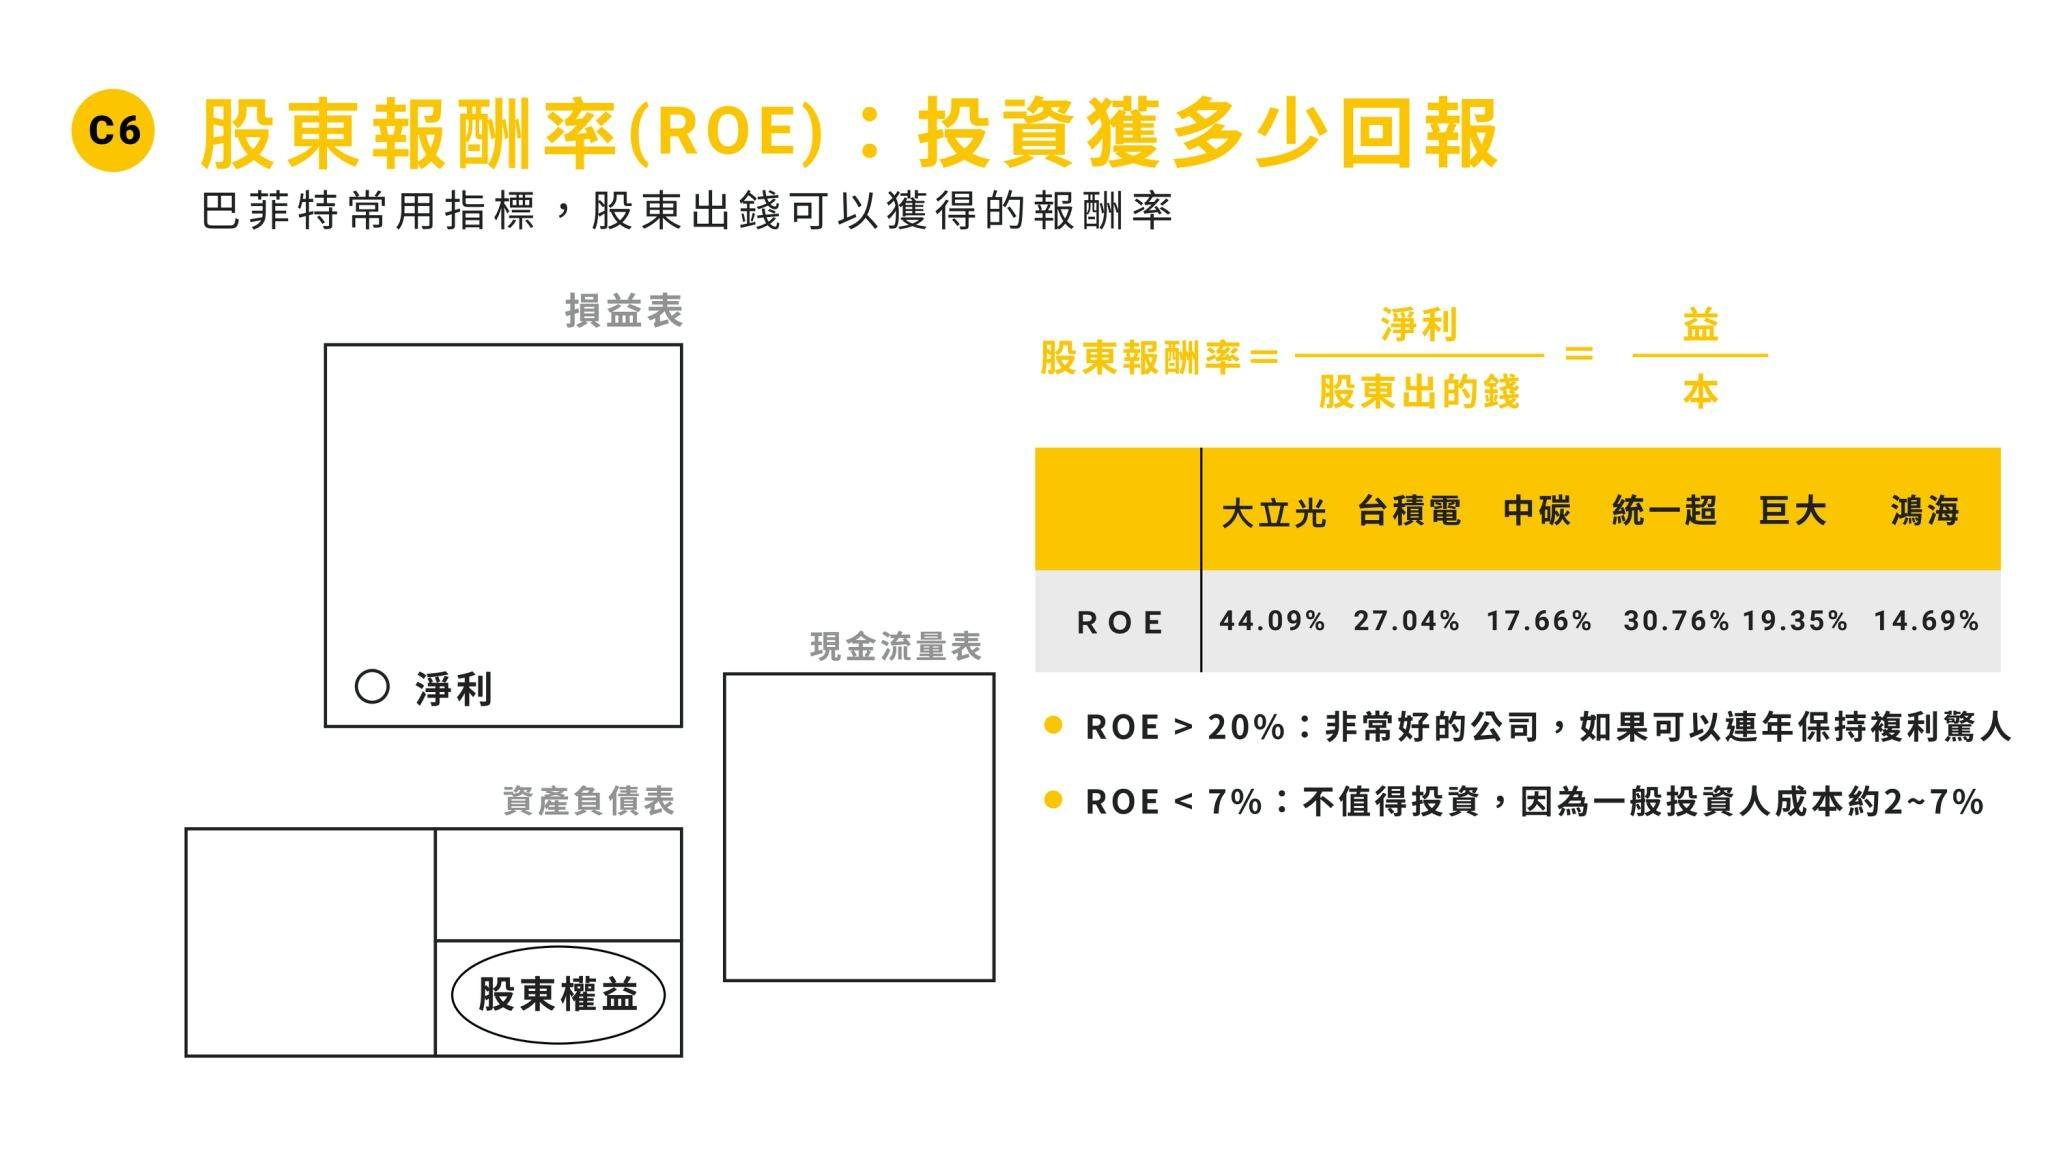 C6
股東報酬率(ROE)：投資獲多少回報
巴菲特常用指標，股東出錢可以獲得的報酬率
損益表
淨利
現金流量表
資產負債表
股東權益
股東報酬率＝ 淨利 ＝ 益
股東出的錢 本
大立光 台積電 中碳 統一超 巨大 鴻海
ROE 44.09% 27.04% 17.66% 30.76% 19.35% 14.69%
ROE > 20%：非常好的公司，如果可以連年保持複利驚人
ROE < 7%：不值得投資，因為一般投資人成本約2~7%